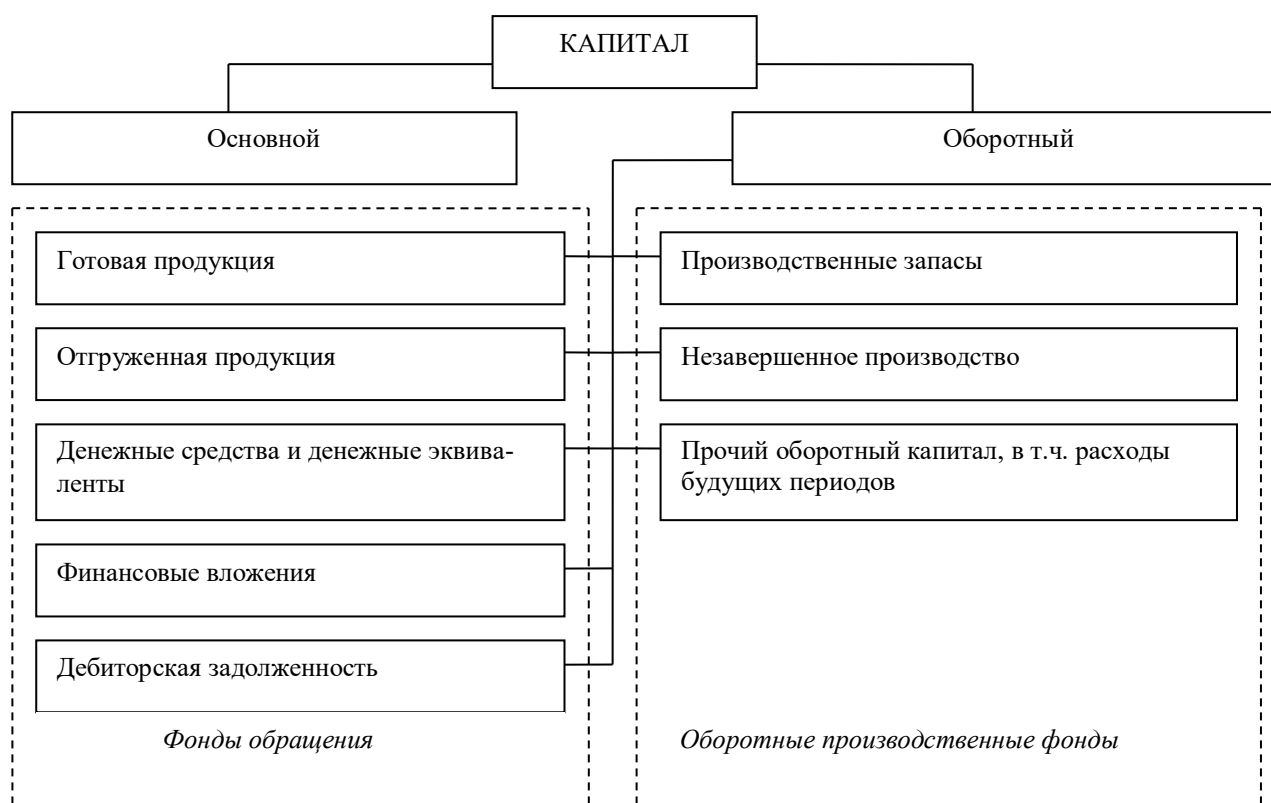 КАПИТАЛ
Основной
Оборотный
Готовая продукция
Производственные запасы
Отгруженная продукция
Незавершенное производство
Денежные средства и денежные эквива-
ленты
Прочий оборотный капитал, в т.ч. расходы
будущих периодов
Финансовые вложения
Дебиторская задолженность
Фонды обращения
Оборотные производственные фонды